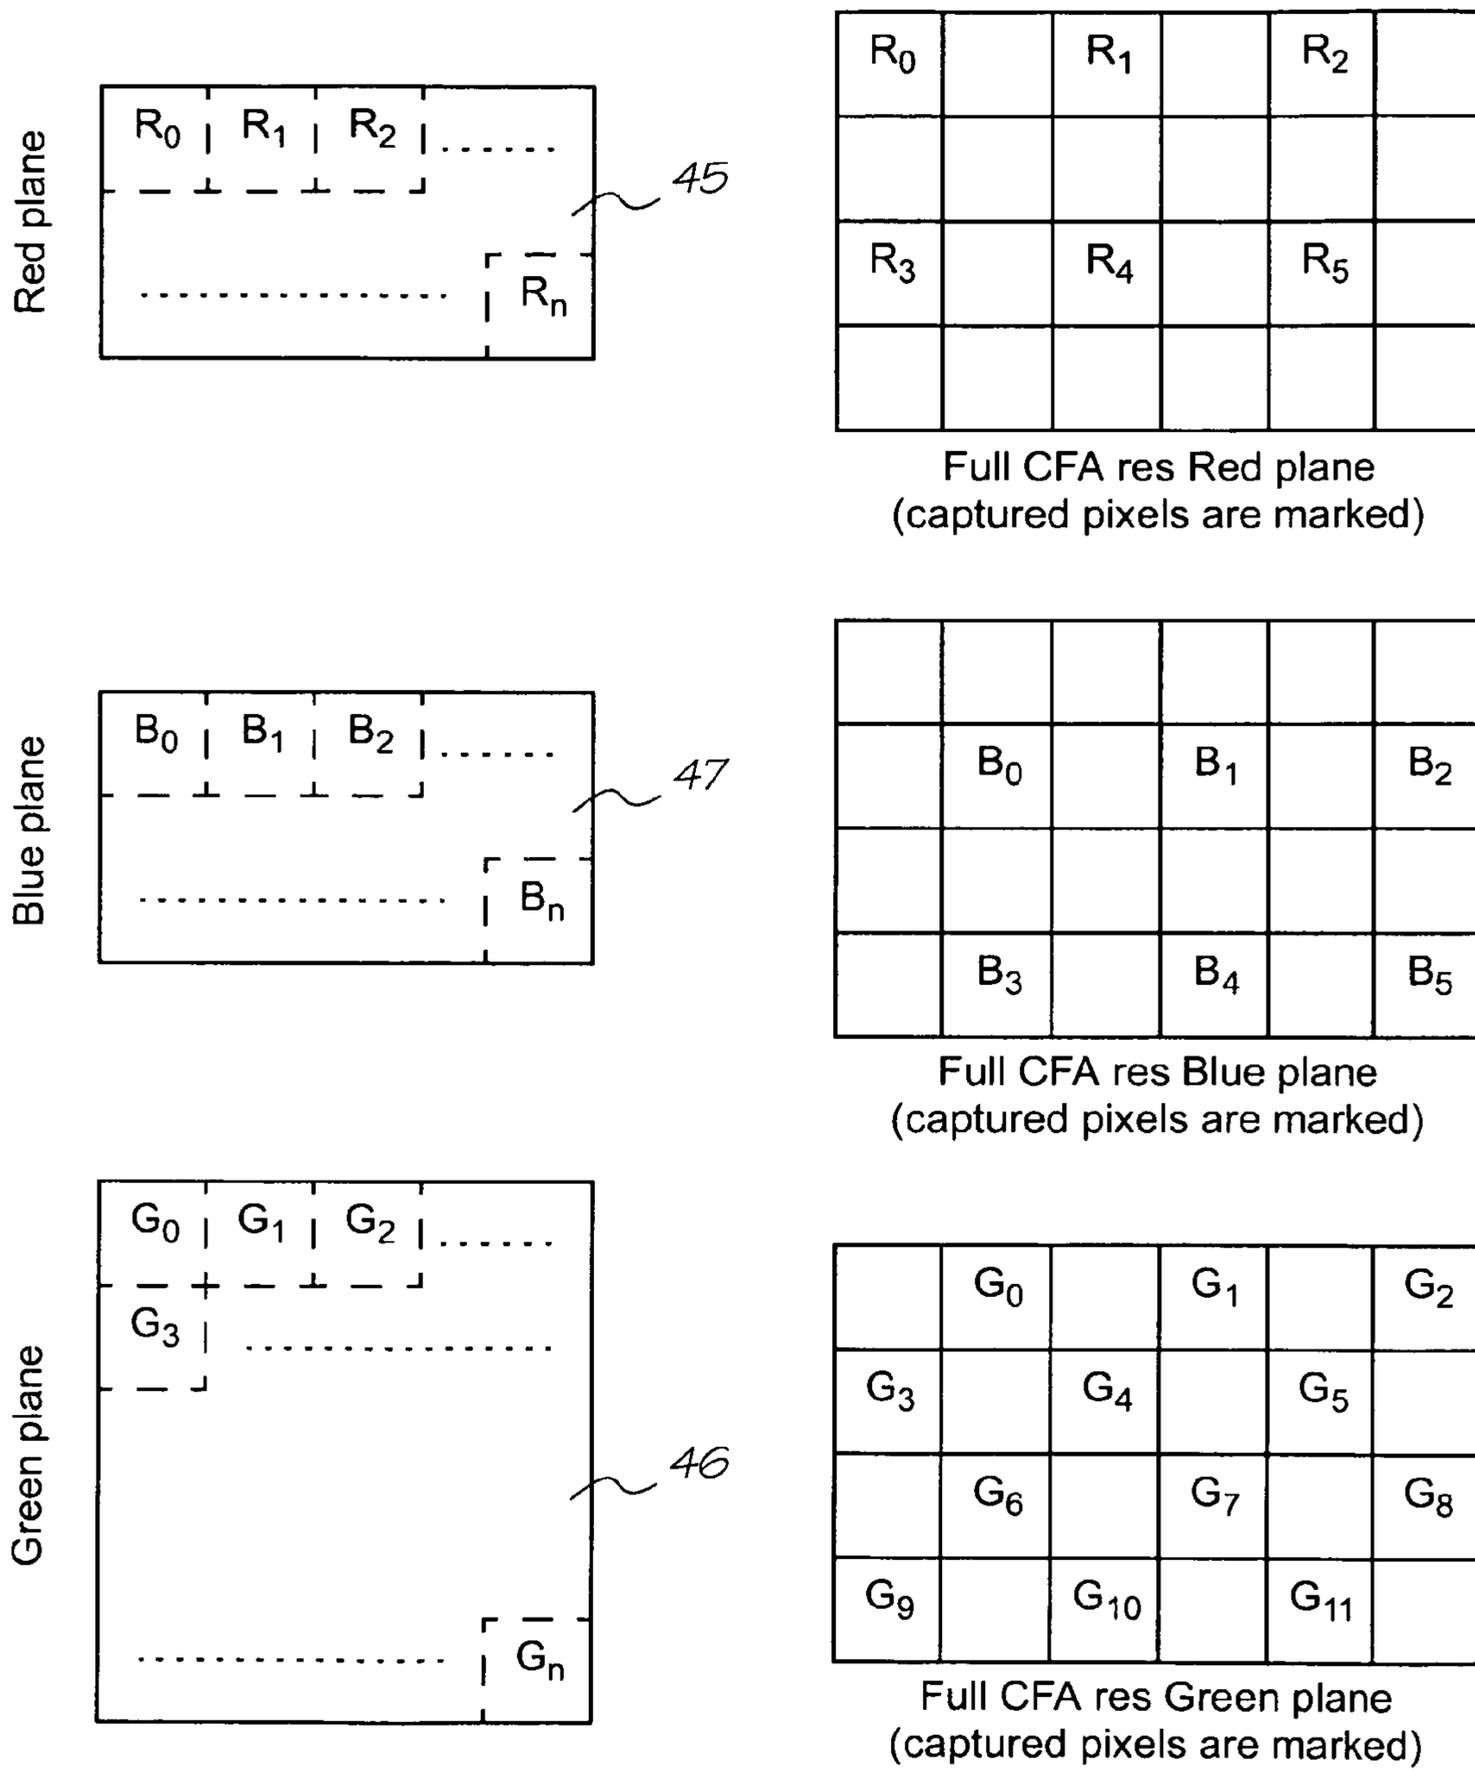 Red plane
R0 R1 R2
Rn
45
R0 R1 R2
R3 R4 R5
Full CFA res Red plane
(captured pixels are marked)
Blue plane
B0 B1 B2
Bn
47
B0 B1 B2
B3 B4 B5
Full CFA res Blue plane
(captured pixels are marked)
Green plane
G0 G1 G2
G3
Gn
46
G0 G1 G2
G3 G4 G5
G6 G7 G8
G9 G10 G11
Full CFA res Green plane
(captured pixels are marked)